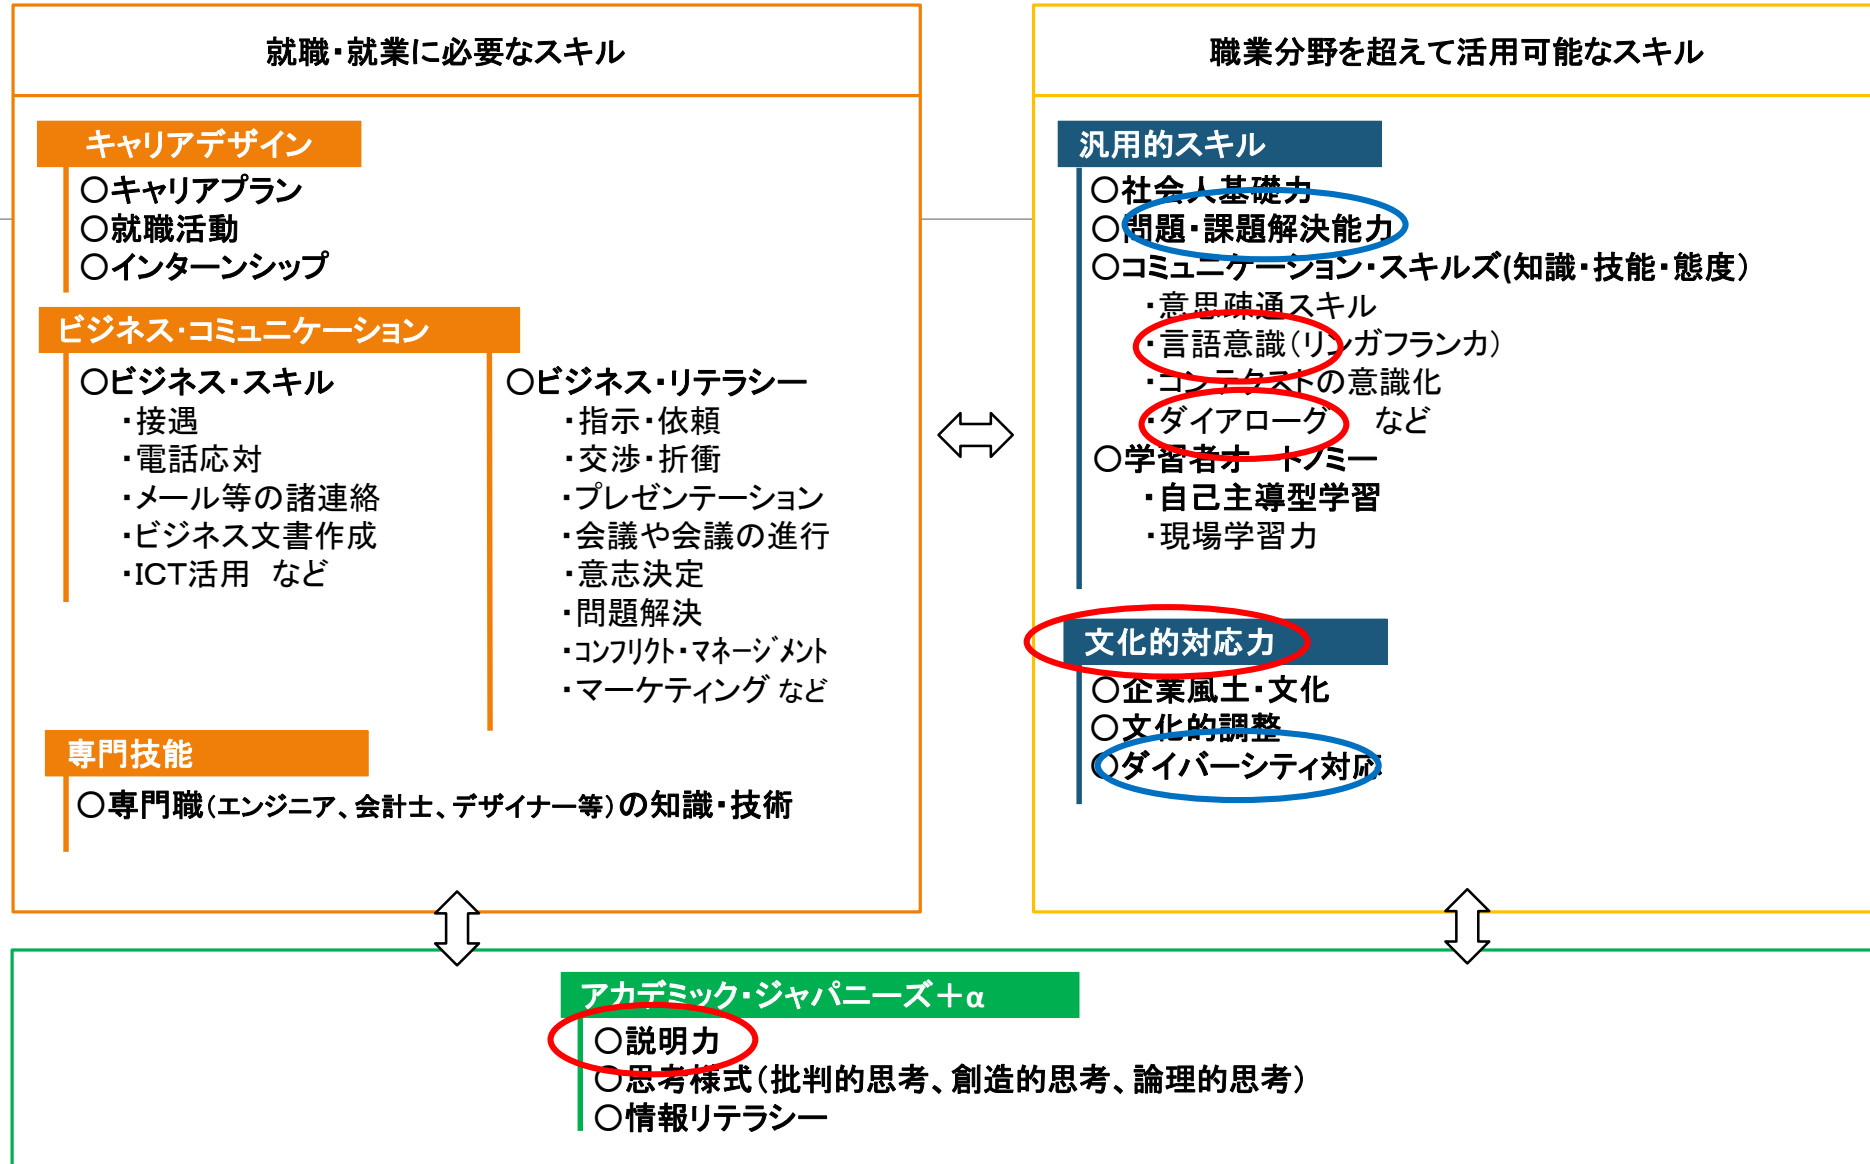 就職・就業に必要なスキル
キャリアデザイン
○キャリアプラン
○就職活動
○インターンシップ
ビジネス・コミュニケーション
○ビジネス・スキル
・接遇
・電話応対
・メール等の諸連絡
・ビジネス文書作成
・ICT活用 など
○ビジネス・リテラシー
・指示・依頼
・交渉・折衝
・プレゼンテーション
・会議や会議の進行
・意志決定
・問題解決
・コンフリクト・マネージメント
・マーケティング など
専門技能
○専門職(エンジニア、会計士、デザイナー等)の知識・技術
職業分野を超えて活用可能なスキル
汎用的スキル
○社会人基礎力
○問題・課題解決能力
○コミュニケーション・スキルズ(知識・技能・態度)
・意思疎通スキル
・言語意識(リンガフランカ)
・コンテクストの意識化
・ダイアローグ など
○学習者オートノミー
・自己主導型学習
・現場学習力
文化的対応力
○企業風土・文化
○文化的調整
○ダイバーシティ対応
アカデミック・ジャパニーズ+α
○説明力
○思考様式(批判的思考、創造的思考、論理的思考)
○情報リテラシー